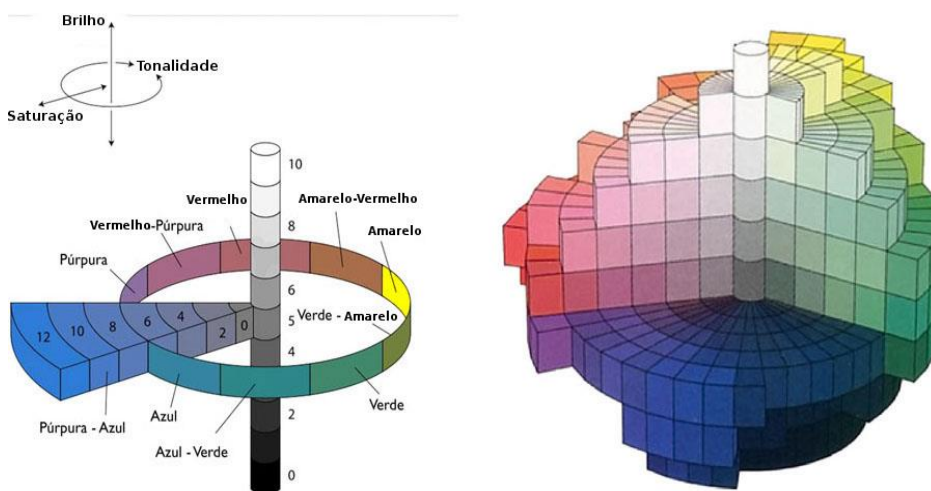 Brilho
Tonalidade
Saturação
10
8
6
5
4
2
0
Vermelho
Amarelo-Vermelho
Vermelho-Púrpura
Amarelo
Púrpura
Verde - Amarelo
12
10
8
6
4
2
0
Azul
Verde
Púrpura - Azul
Azul - Verde